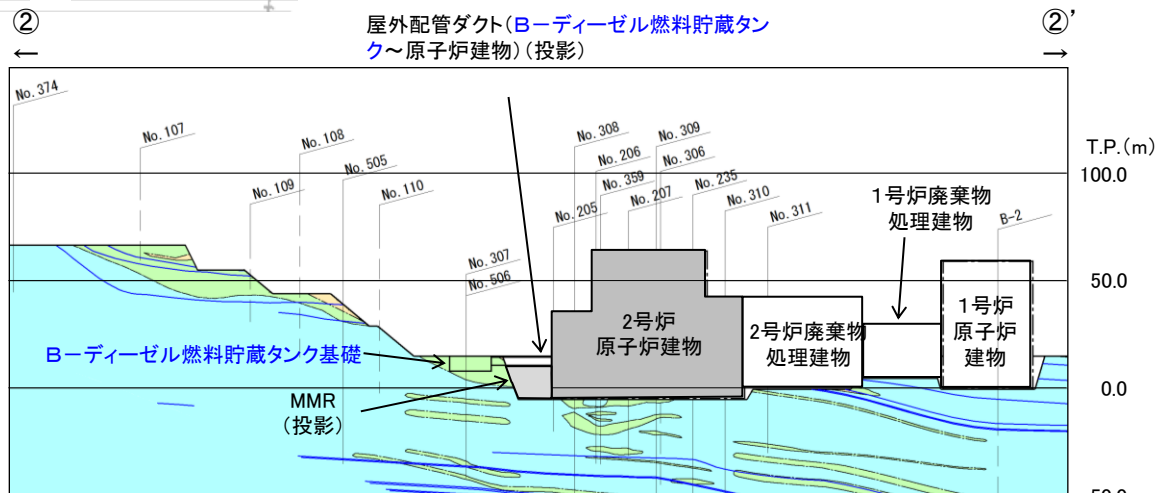 ②
②’
←
→
屋外配管ダクト(B－ディーゼル燃料貯蔵タン
ク～原子炉建物)(投影)
No. 374
No. 107
No. 108
No. 505
No. 109
No. 110
No. 307
No. 506
No. 308
No. 309
No. 206
No. 306
No. 359
No. 207
No. 205
No. 235
No. 310
No. 311
B-2
T.P.(m)
100.0
50.0
0.0
-50.0
1号炉廃棄物
処理建物
2号炉
原子炉建物
2号炉廃棄物
処理建物
1号炉
原子炉
建物
B－ディーゼル燃料貯蔵タンク基礎
MMR
(投影)